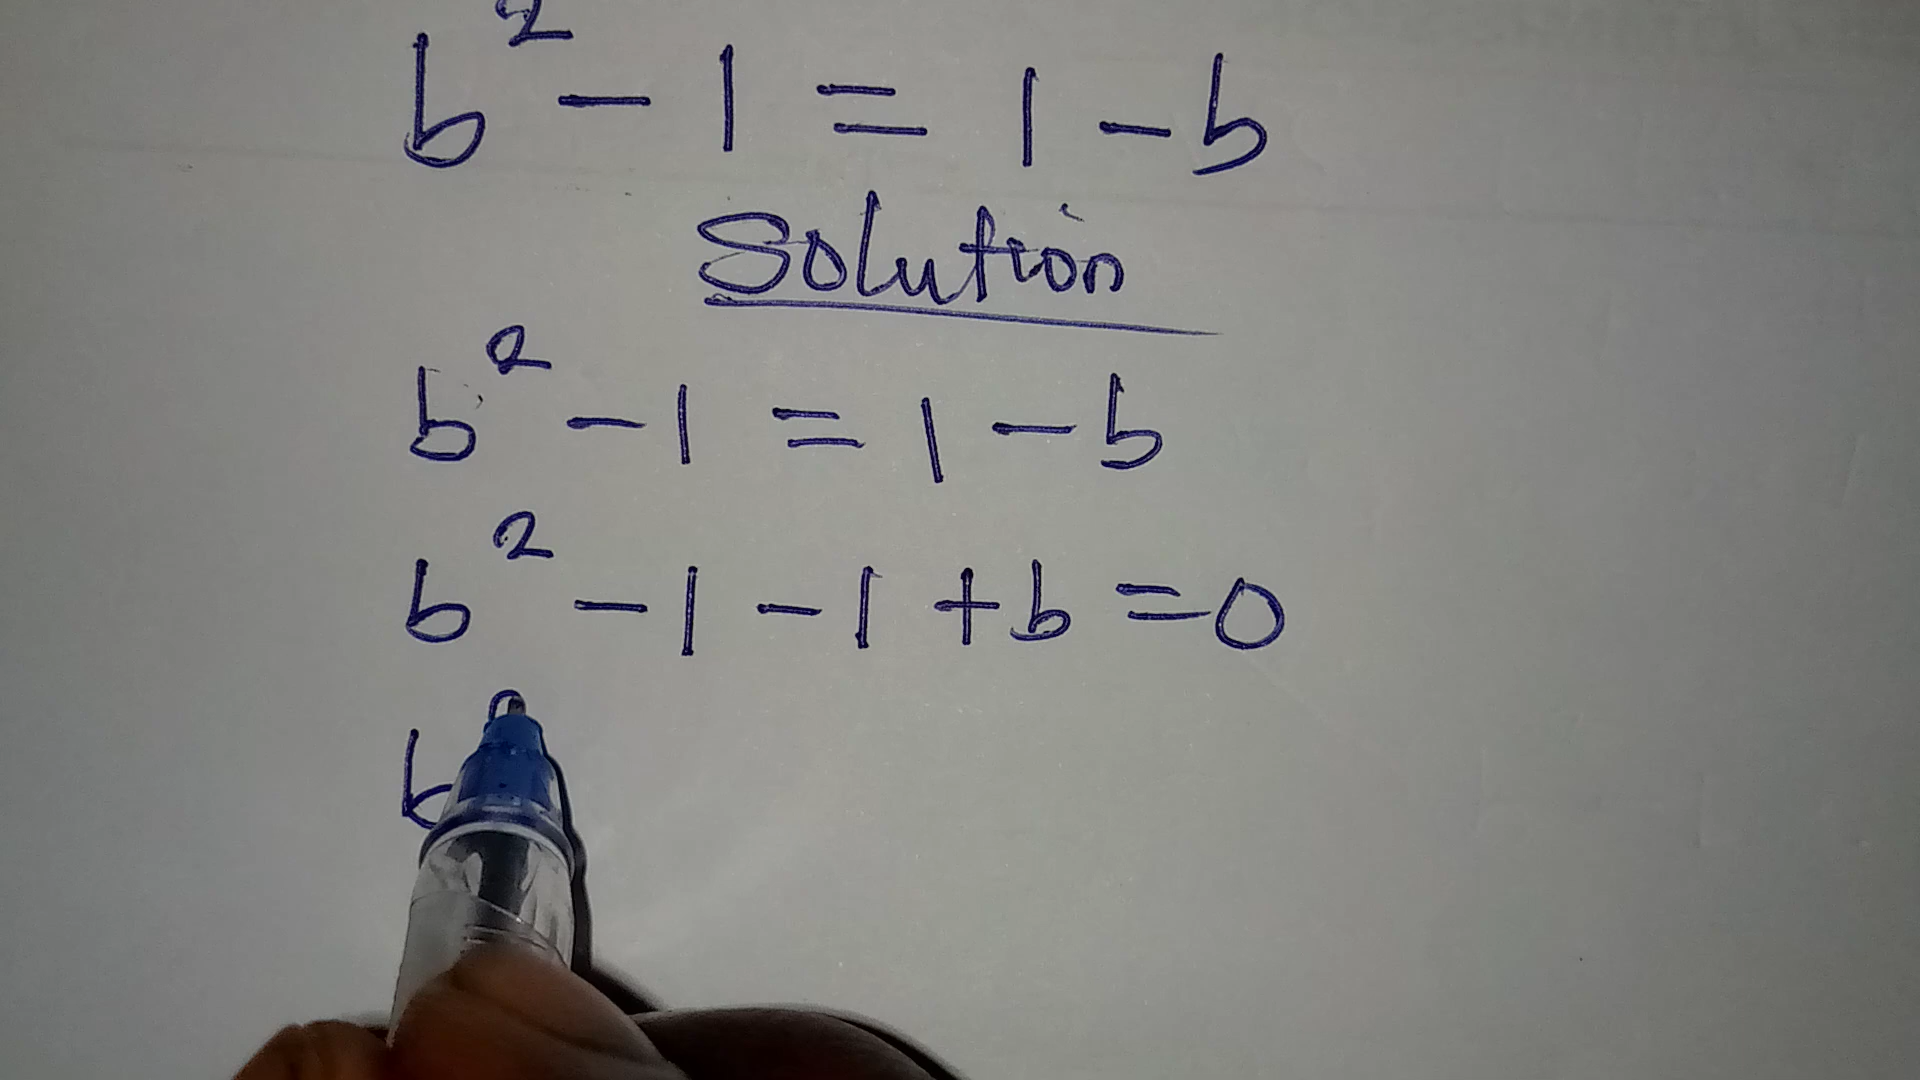 b² - 1 = 1 - b
Solution
b² - 1 = 1 - b
b² - 1 - 1 + b = 0
b